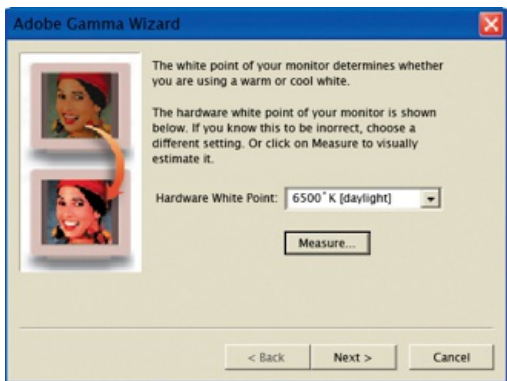 Adobe Gamma Wizard
The white point of your monitor determines whether
you are using a warm or cool white.
The hardware white point of your monitor is shown
below. If you know this to be inorrect, choose a
different setting. Or click on Measure to visually
estimate it.
Hardware White Point: 6500˚K [daylight]
Measure...
< Back Next > Cancel